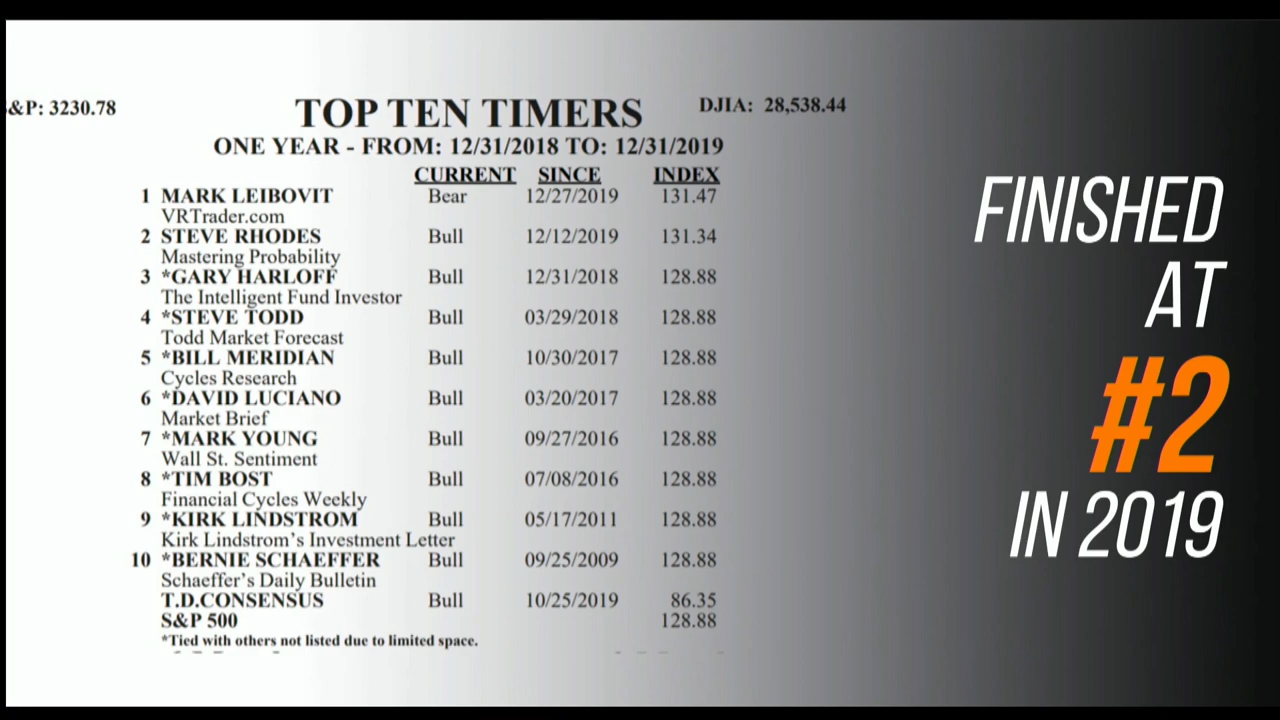 &P: 3230.78
TOP TEN TIMERS
DJIA: 28,538.44
ONE YEAR - FROM: 12/31/2018 TO: 12/31/2019
CURRENT SINCE INDEX
1 MARK LEIBOVIT Bear 12/27/2019 131.47
VRTrader.com
2 STEVE RHODES Bull 12/12/2019 131.34
Mastering Probability
3 *GARY HARLOFF Bull 12/31/2018 128.88
The Intelligent Fund Investor
4 *STEVE TODD Bull 03/29/2018 128.88
Todd Market Forecast
5 *BILL MERIDIAN Bull 10/30/2017 128.88
Cycles Research
6 *DAVID LUCIANO Bull 03/20/2017 128.88
Market Brief
7 *MARK YOUNG Bull 09/27/2016 128.88
Wall St. Sentiment
8 *TIM BOST Bull 07/08/2016 128.88
Financial Cycles Weekly
9 *KIRK LINDSTROM Bull 05/17/2011 128.88
Kirk Lindstrom's Investment Letter
10 *BERNIE SCHAEFFER Bull 09/25/2009 128.88
Schaeffer's Daily Bulletin
T.D.CONSENSUS Bull 10/25/2019 86.35
S&P 500 128.88
*Tied with others not listed due to limited space.
FINISHED
AT
#2
IN 2019